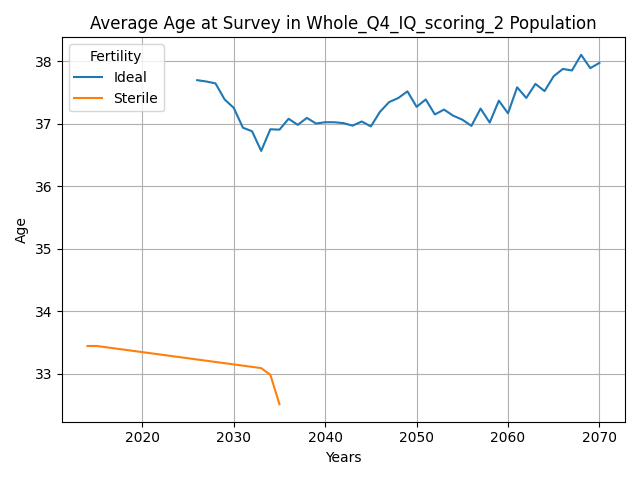 Average Age at Survey in Whole_Q4_IQ_scoring_2 Population
Fertility
Ideal
Sterile
38
37
36
35
34
33
Age
2020
2030
2040
2050
2060
2070
Years